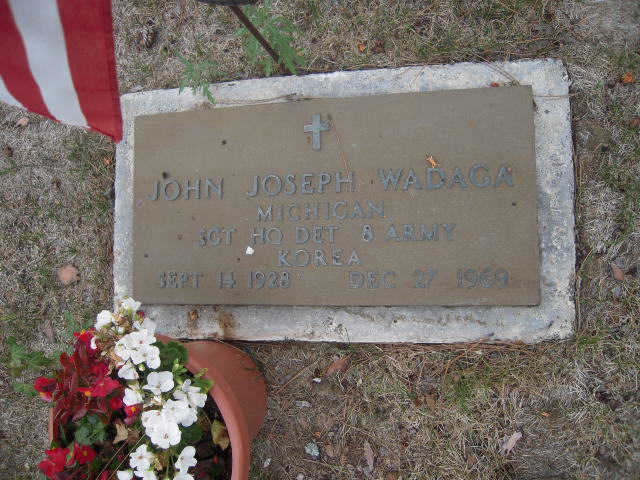 JOHN JOSEPH WADAGA
MICHIGAN
SGT HQ DET 8 ARMY
KOREA
SEPT 14 1928 DEC 27 1969